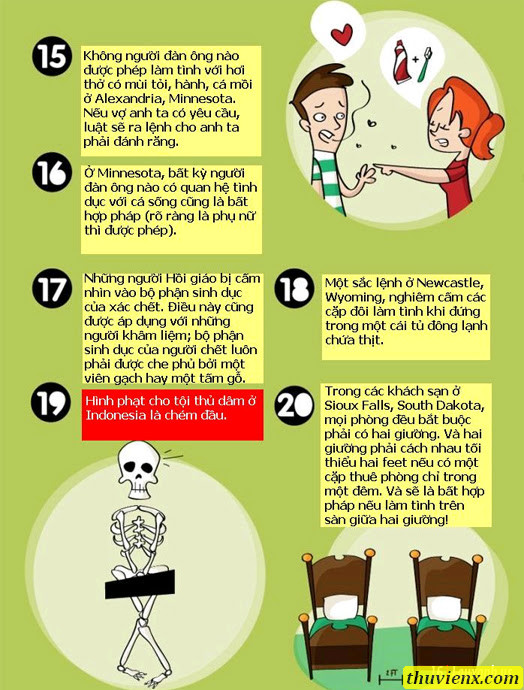 15
Không người đàn ông nào
được phép làm tình với hơi
thở có mùi tỏi, hành, cá mồi
ở Alexandria, Minnesota.
Nếu vợ anh ta có yêu cầu,
luật sẽ ra lệnh cho anh ta
phải đánh răng.
+
16
Ở Minnesota, bất kỳ người
đàn ông nào có quan hệ tình
dục với cá sống cũng là bất
hợp pháp (rõ ràng là phụ nữ
thì được phép).
17
Những người Hồi giáo bị cấm
nhìn vào bộ phận sinh dục
của xác chết. Điều này cũng
được áp dụng với những
người khâm liệm; bộ phận
sinh dục của người chết luôn
phải được che phủ bởi một
viên gạch hay một tấm gỗ.
18
Một sắc lệnh ở Newcastle,
Wyoming, nghiêm cấm các
cặp đôi làm tình khi đứng
trong một cái tủ đông lạnh
chứa thịt.
19
Hình phạt cho tội thủ dâm ở
Indonesia là chém đầu.
20
Trong các khách sạn ở
Sioux Falls, South Dakota,
mọi phòng đều bắt buộc
phải có hai giường. Và hai
giường phải cách nhau tối
thiểu hai feet nếu có một
cặp thuê phòng chỉ trong
một đêm. Và sẽ là bất hợp
pháp nếu làm tình trên
sàn giữa hai giường!
2 FT
thuvienx.com